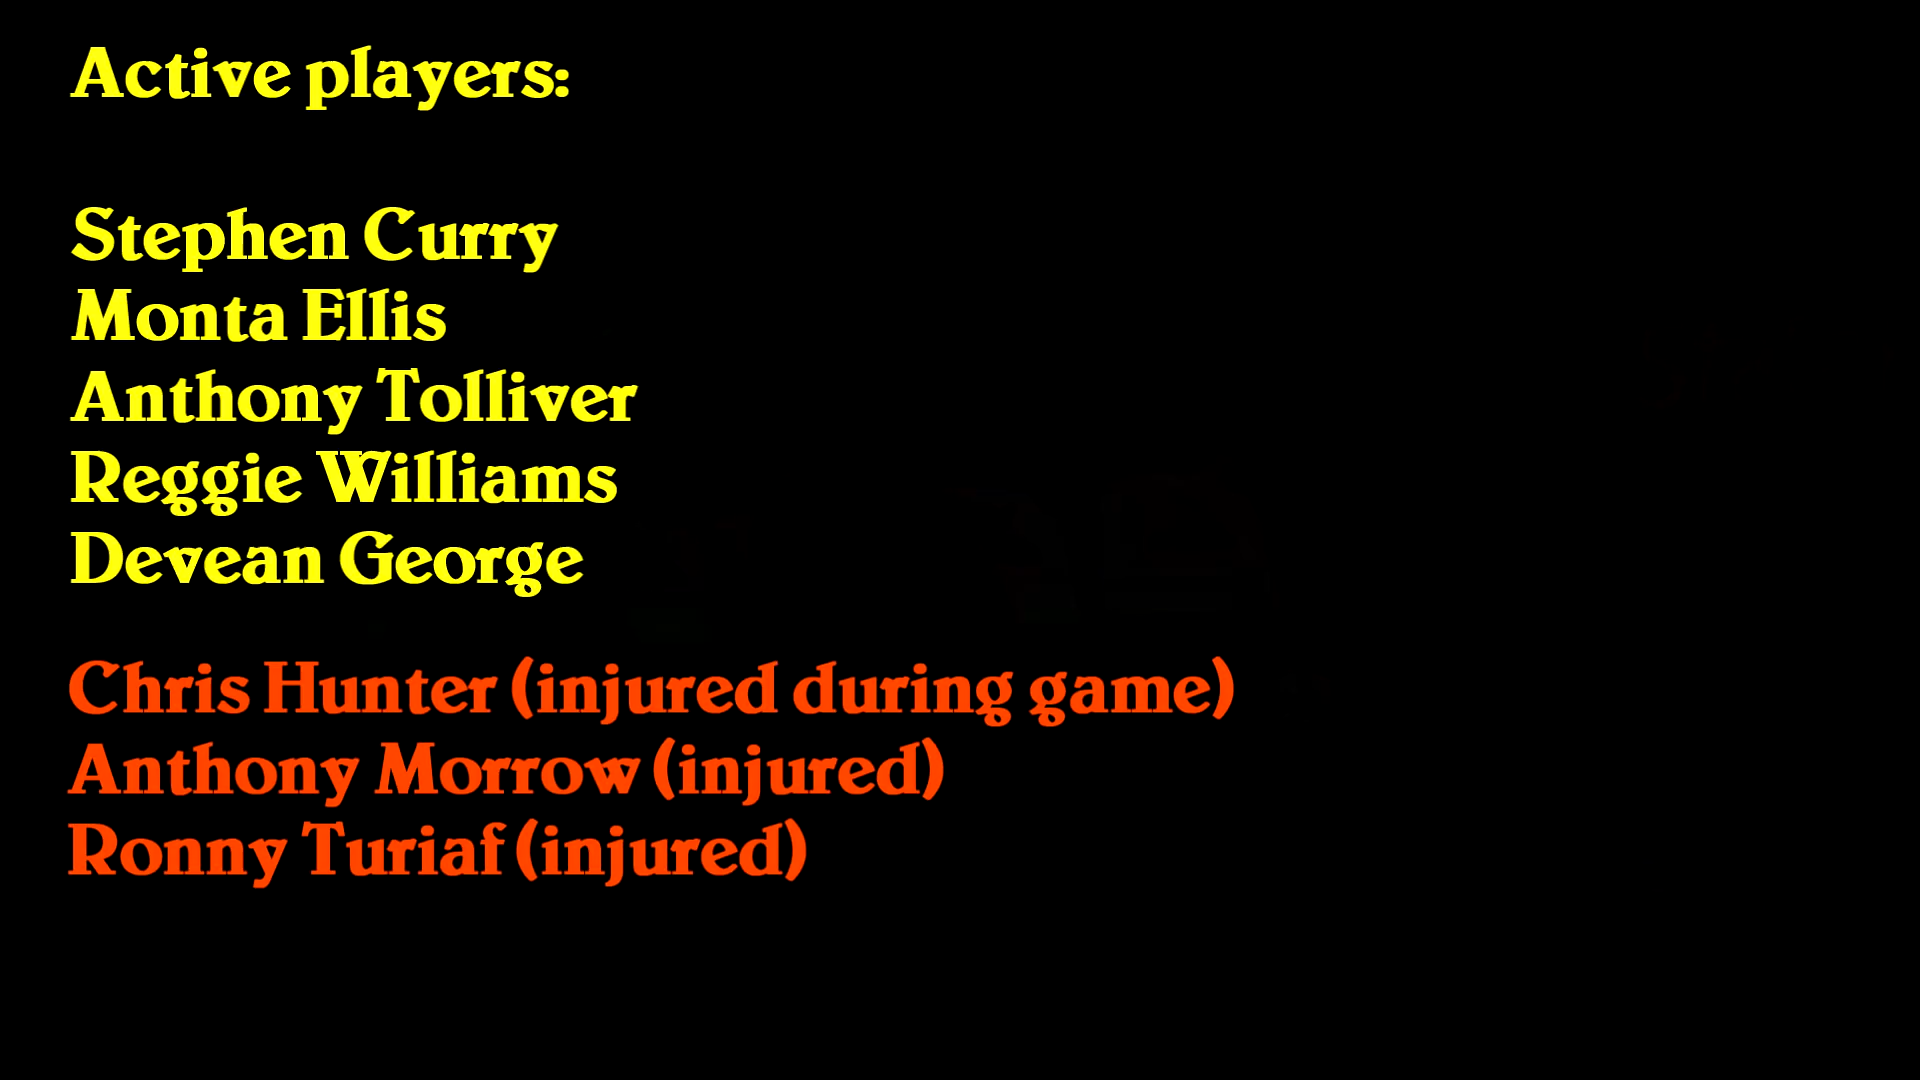 Active players:
Stephen Curry
Monta Ellis
Anthony Tolliver
Reggie Williams
Devean George
Chris Hunter (injured during game)
Anthony Morrow (injured)
Ronny Turiaf (injured)